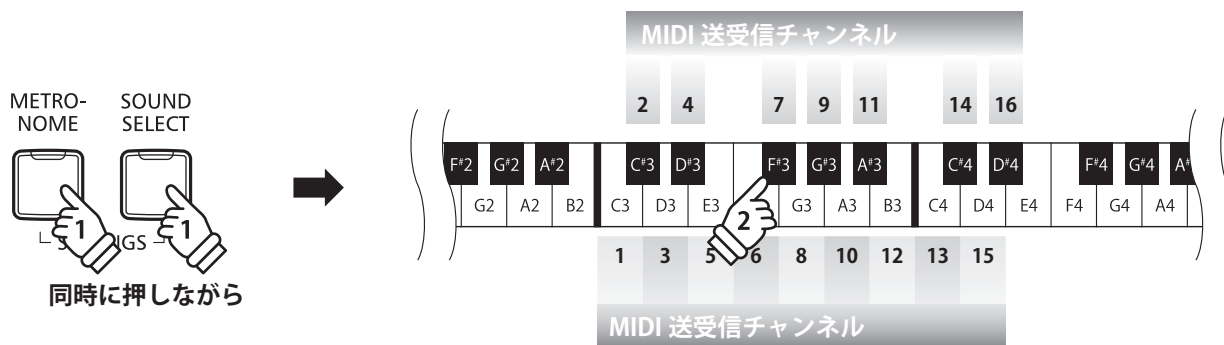 MIDI 送受信チャンネル
2 4 7 9 11 14 16
METRO-
NOME
SOUND
SELECT
F#2 G#2 A#2 C#3 D#3 F#3 G#3 A#3 C#4 D#4 F#4 G#4
G2 A2 B2 C3 D3 E3 G3 A3 B3 C4 D4 E4 F4 G4 A4
1 1 2
1 3 5 6 8 10 12 13 15
同時に押しながら
MIDI 送受信チャンネル